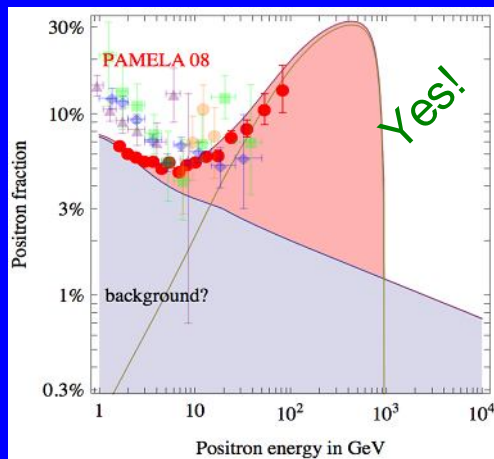 30%
PAMELA 08
Yes!
10%
Positron fraction
3%
1%
background?
0.3%
1 10 10² 10³ 10⁴
Positron energy in GeV